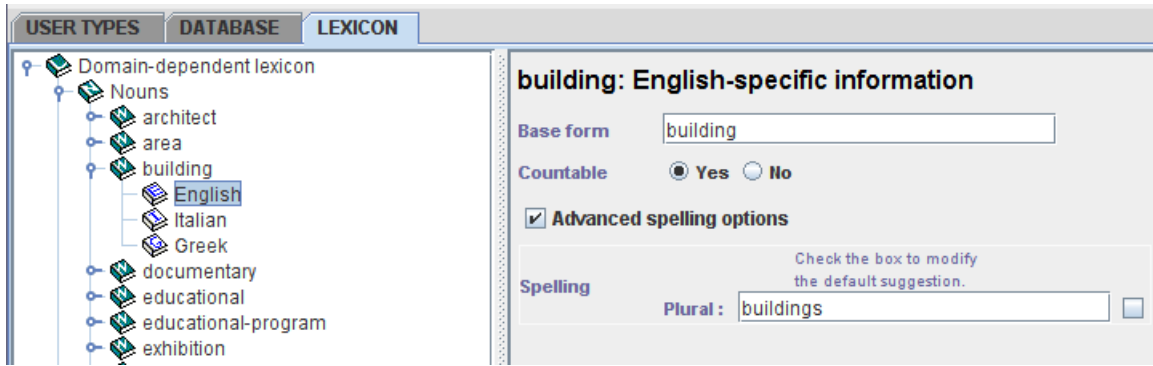 USER TYPES DATABASE LEXICON
Domain-dependent lexicon
Nouns
architect
area
building
English
Italian
Greek
documentary
educational
educational-program
exhibition
building: English-specific information
Base form building
Countable Yes No
Advanced spelling options
Check the box to modify
the default suggestion.
Spelling
Plural : buildings